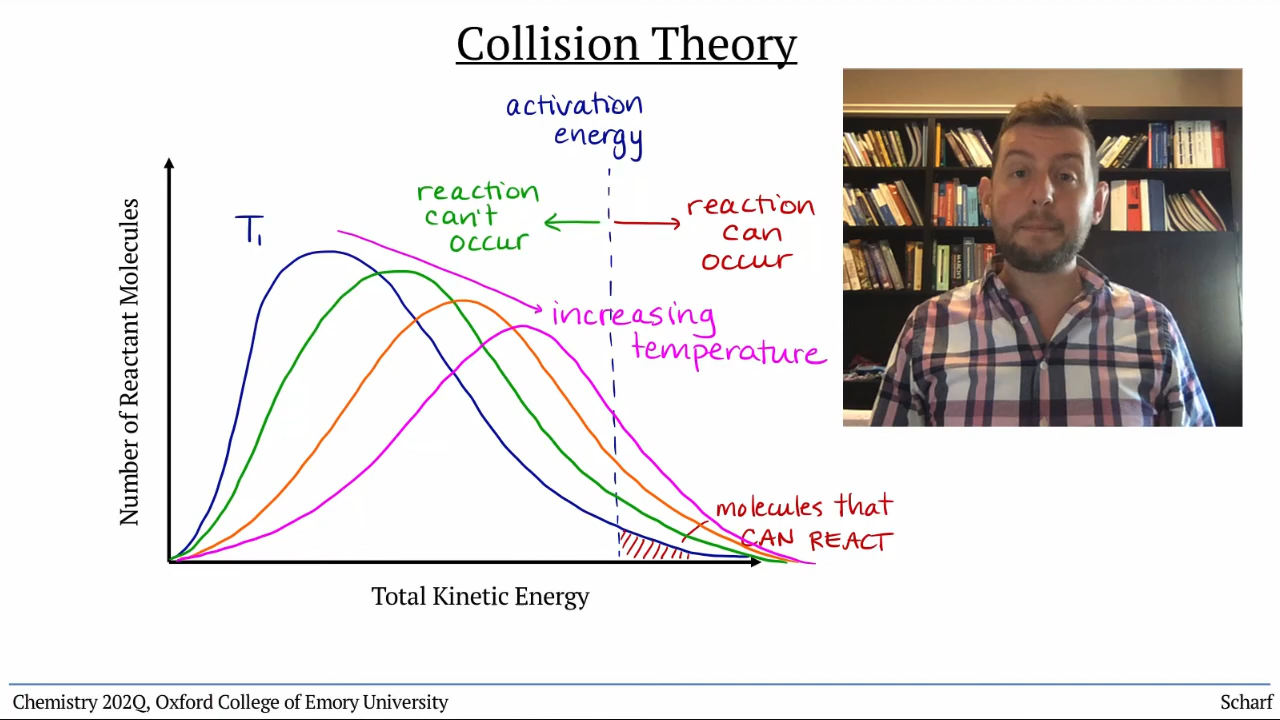 Collision Theory
activation
energy
reaction
can't
occur
reaction
can
occur
T₁
increasing
temperature
Number of Reactant Molecules
molecules that
CAN REACT
Total Kinetic Energy
Chemistry 202Q, Oxford College of Emory University
Scharf